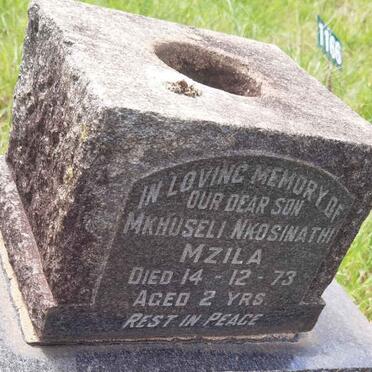 1166
IN LOVING MEMORY OF
OUR DEAR SON
MKHUSELI NKOSINATHI
MZILA
DIED 14 - 12 - 73
AGED 2 YRS.
REST IN PEACE